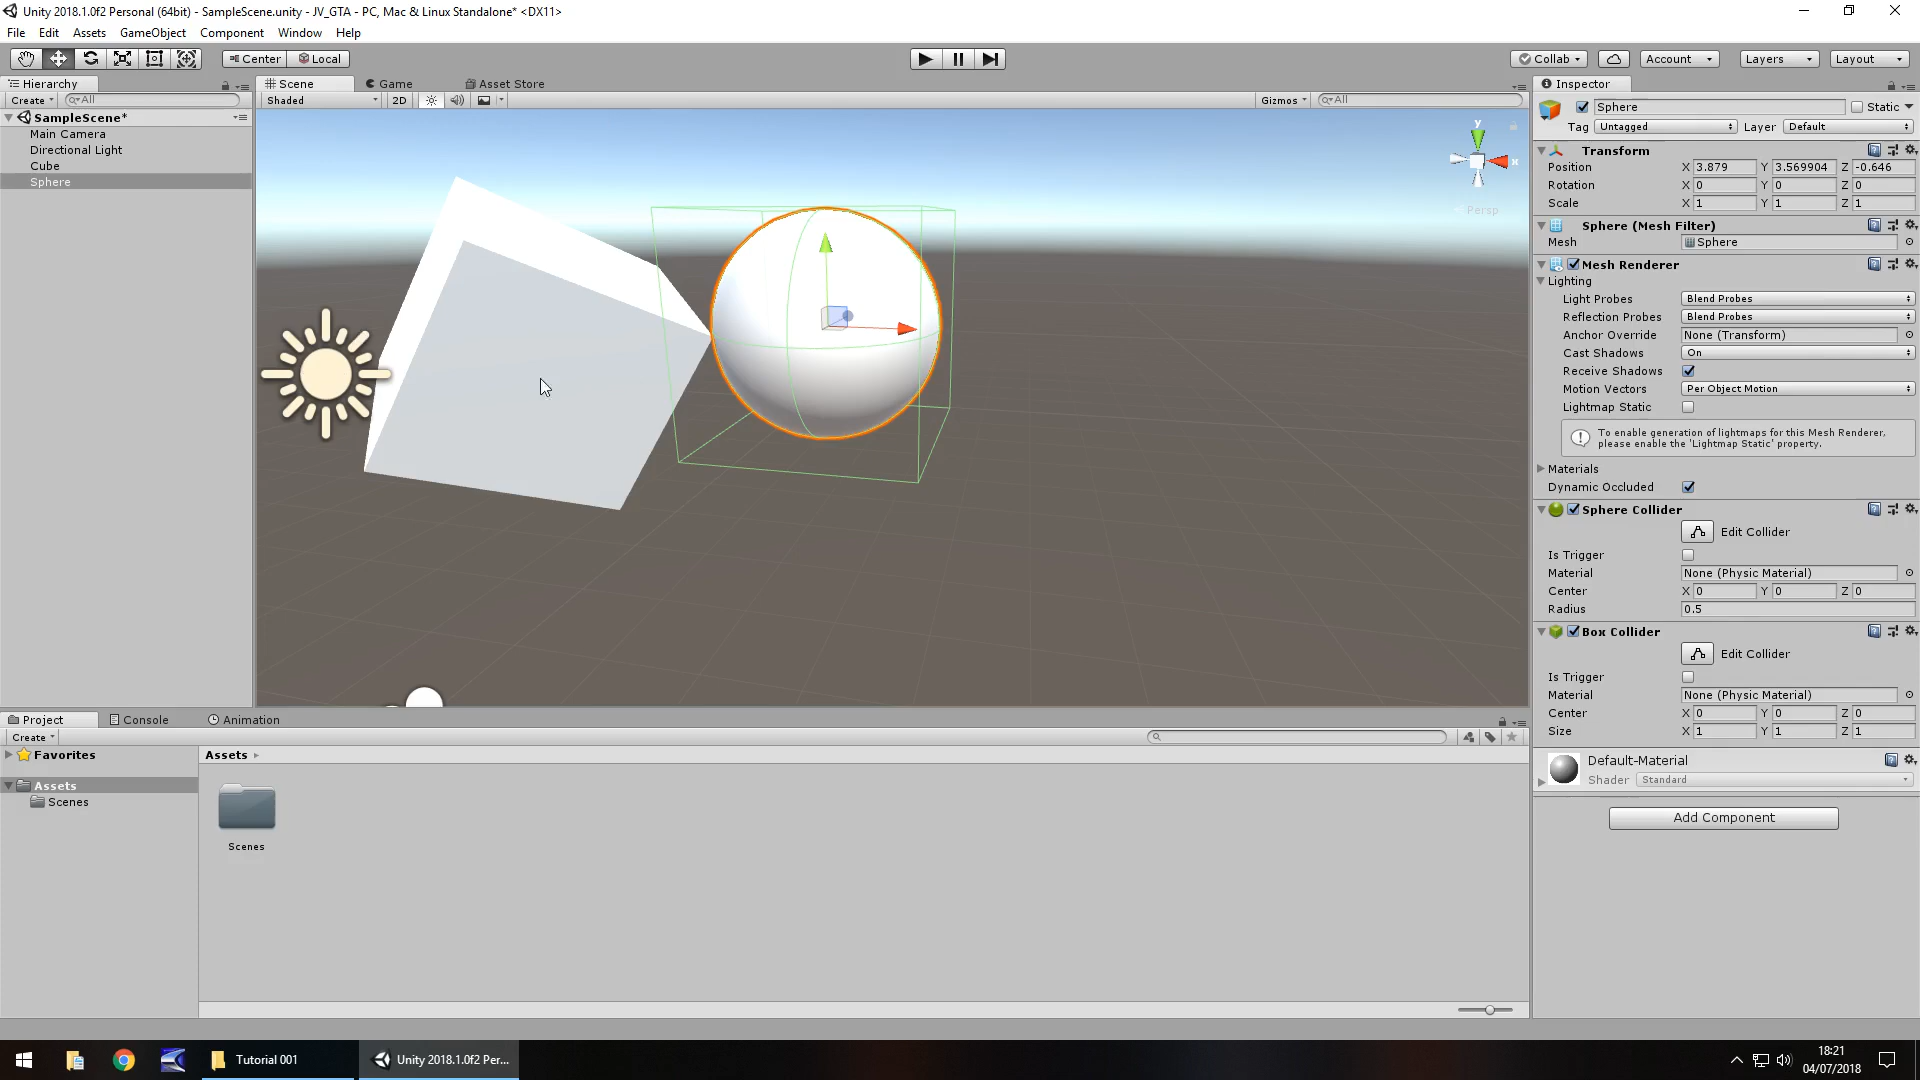 Unity 2018.1.0f2 Personal (64bit) - SampleScene.unity - JV_GTA - PC, Mac & Linux Standalone* <DX11>
File Edit Assets GameObject Component Window Help
Center Local Collab Account Layers Layout
Hierarchy
Create All
SampleScene*
Main Camera
Directional Light
Cube
Sphere
Scene Game Asset Store
Shaded 2D Gizmos All
y
x
Persp
Inspector
Sphere Static
Tag Untagged Layer Default
Transform
Position X 3.879 Y 3.569904 Z -0.646
Rotation X 0 Y 0 Z 0
Scale X 1 Y 1 Z 1
Sphere (Mesh Filter)
Mesh Sphere
Mesh Renderer
Lighting
Light Probes Blend Probes
Reflection Probes Blend Probes
Anchor Override None (Transform)
Cast Shadows On
Receive Shadows
Motion Vectors Per Object Motion
Lightmap Static
To enable generation of lightmaps for this Mesh Renderer,
please enable the 'Lightmap Static' property.
Materials
Dynamic Occluded
Sphere Collider
Edit Collider
Is Trigger
Material None (Physic Material)
Center X 0 Y 0 Z 0
Radius 0.5
Box Collider
Edit Collider
Is Trigger
Material None (Physic Material)
Center X 0 Y 0 Z 0
Size X 1 Y 1 Z 1
Default-Material
Shader Standard
Add Component
Project Console Animation
Create
Favorites
Assets
Scenes
Assets
Scenes
Tutorial 001
Unity 2018.1.0f2 Per...
18:21
04/07/2018